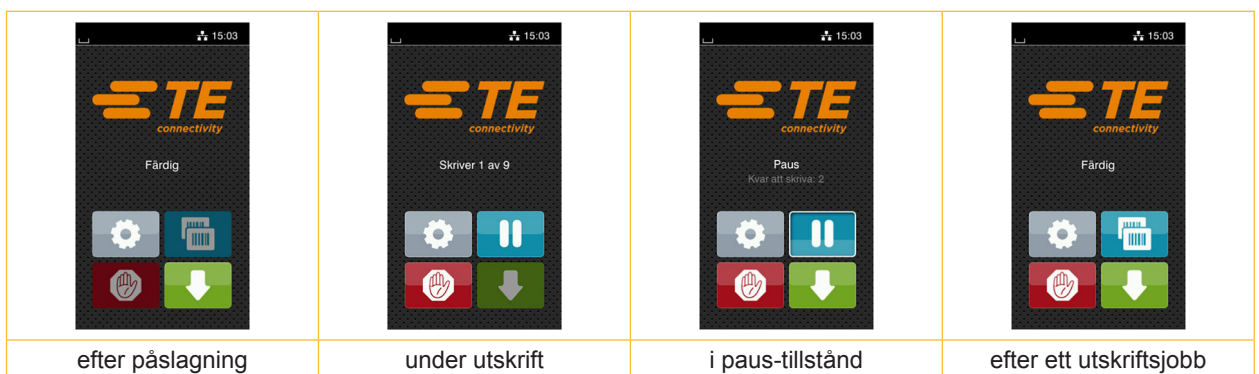 15:03
TE
connectivity
Färdig
efter påslagning
15:03
TE
connectivity
Skriver 1 av 9
under utskrift
15:03
TE
connectivity
Paus
Kvar att skriva: 2
i paus-tillstånd
15:03
TE
connectivity
Färdig
efter ett utskriftsjobb